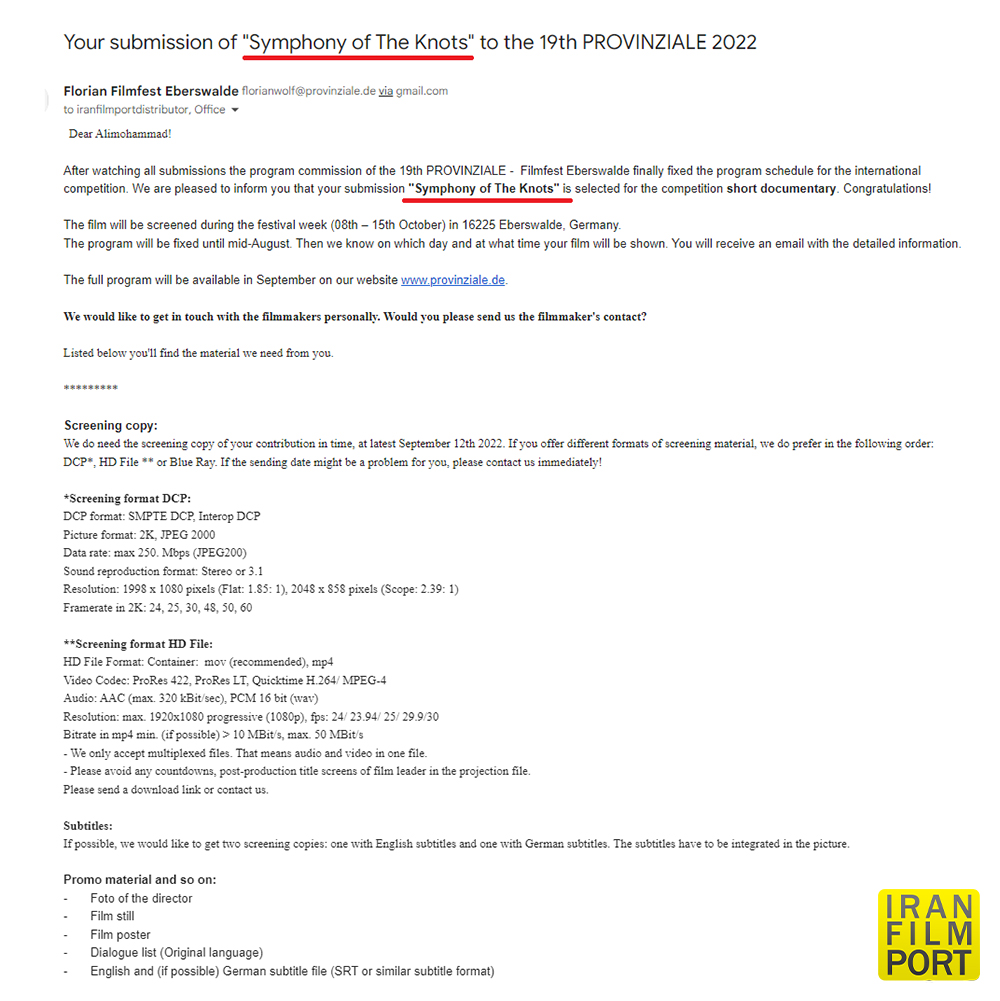 Your submission of "Symphony of The Knots" to the 19th PROVINZIALE 2022
Florian Filmfest Eberswalde florianwolf@provinziale.de via gmail.com
to iranfilmportdistributor, Office
Dear Alimohammad!
After watching all submissions the program commission of the 19th PROVINZIALE - Filmfest Eberswalde finally fixed the program schedule for the international
competition. We are pleased to inform you that your submission "Symphony of The Knots" is selected for the competition short documentary. Congratulations!
The film will be screened during the festival week (08th – 15th October) in 16225 Eberswalde, Germany.
The program will be fixed until mid-August. Then we know on which day and at what time your film will be shown. You will receive an email with the detailed information.
The full program will be available in September on our website www.provinziale.de.
We would like to get in touch with the filmmakers personally. Would you please send us the filmmaker's contact?
Listed below you'll find the material we need from you.
*********
Screening copy:
We do need the screening copy of your contribution in time, at latest September 12th 2022. If you offer different formats of screening material, we do prefer in the following order:
DCP*, HD File ** or Blue Ray. If the sending date might be a problem for you, please contact us immediately!
*Screening format DCP:
DCP format: SMPTE DCP, Interop DCP
Picture format: 2K, JPEG 2000
Data rate: max 250. Mbps (JPEG200)
Sound reproduction format: Stereo or 3.1
Resolution: 1998 x 1080 pixels (Flat: 1.85: 1), 2048 x 858 pixels (Scope: 2.39: 1)
Framerate in 2K: 24, 25, 30, 48, 50, 60
**Screening format HD File:
HD File Format: Container: mov (recommended), mp4
Video Codec: ProRes 422, ProRes LT, Quicktime H.264/ MPEG-4
Audio: AAC (max. 320 kBit/sec), PCM 16 bit (wav)
Resolution: max. 1920x1080 progressive (1080p), fps: 24/ 23.94/ 25/ 29.9/30
Bitrate in mp4 min. (if possible) > 10 MBit/s, max. 50 MBit/s
- We only accept multiplexed files. That means audio and video in one file.
- Please avoid any countdowns, post-production title screens of film leader in the projection file.
Please send a download link or contact us.
Subtitles:
If possible, we would like to get two screening copies: one with English subtitles and one with German subtitles. The subtitles have to be integrated in the picture.
Promo material and so on:
- Foto of the director
- Film still
- Film poster
- Dialogue list (Original language)
- English and (if possible) German subtitle file (SRT or similar subtitle format)
IRAN
FILM
PORT